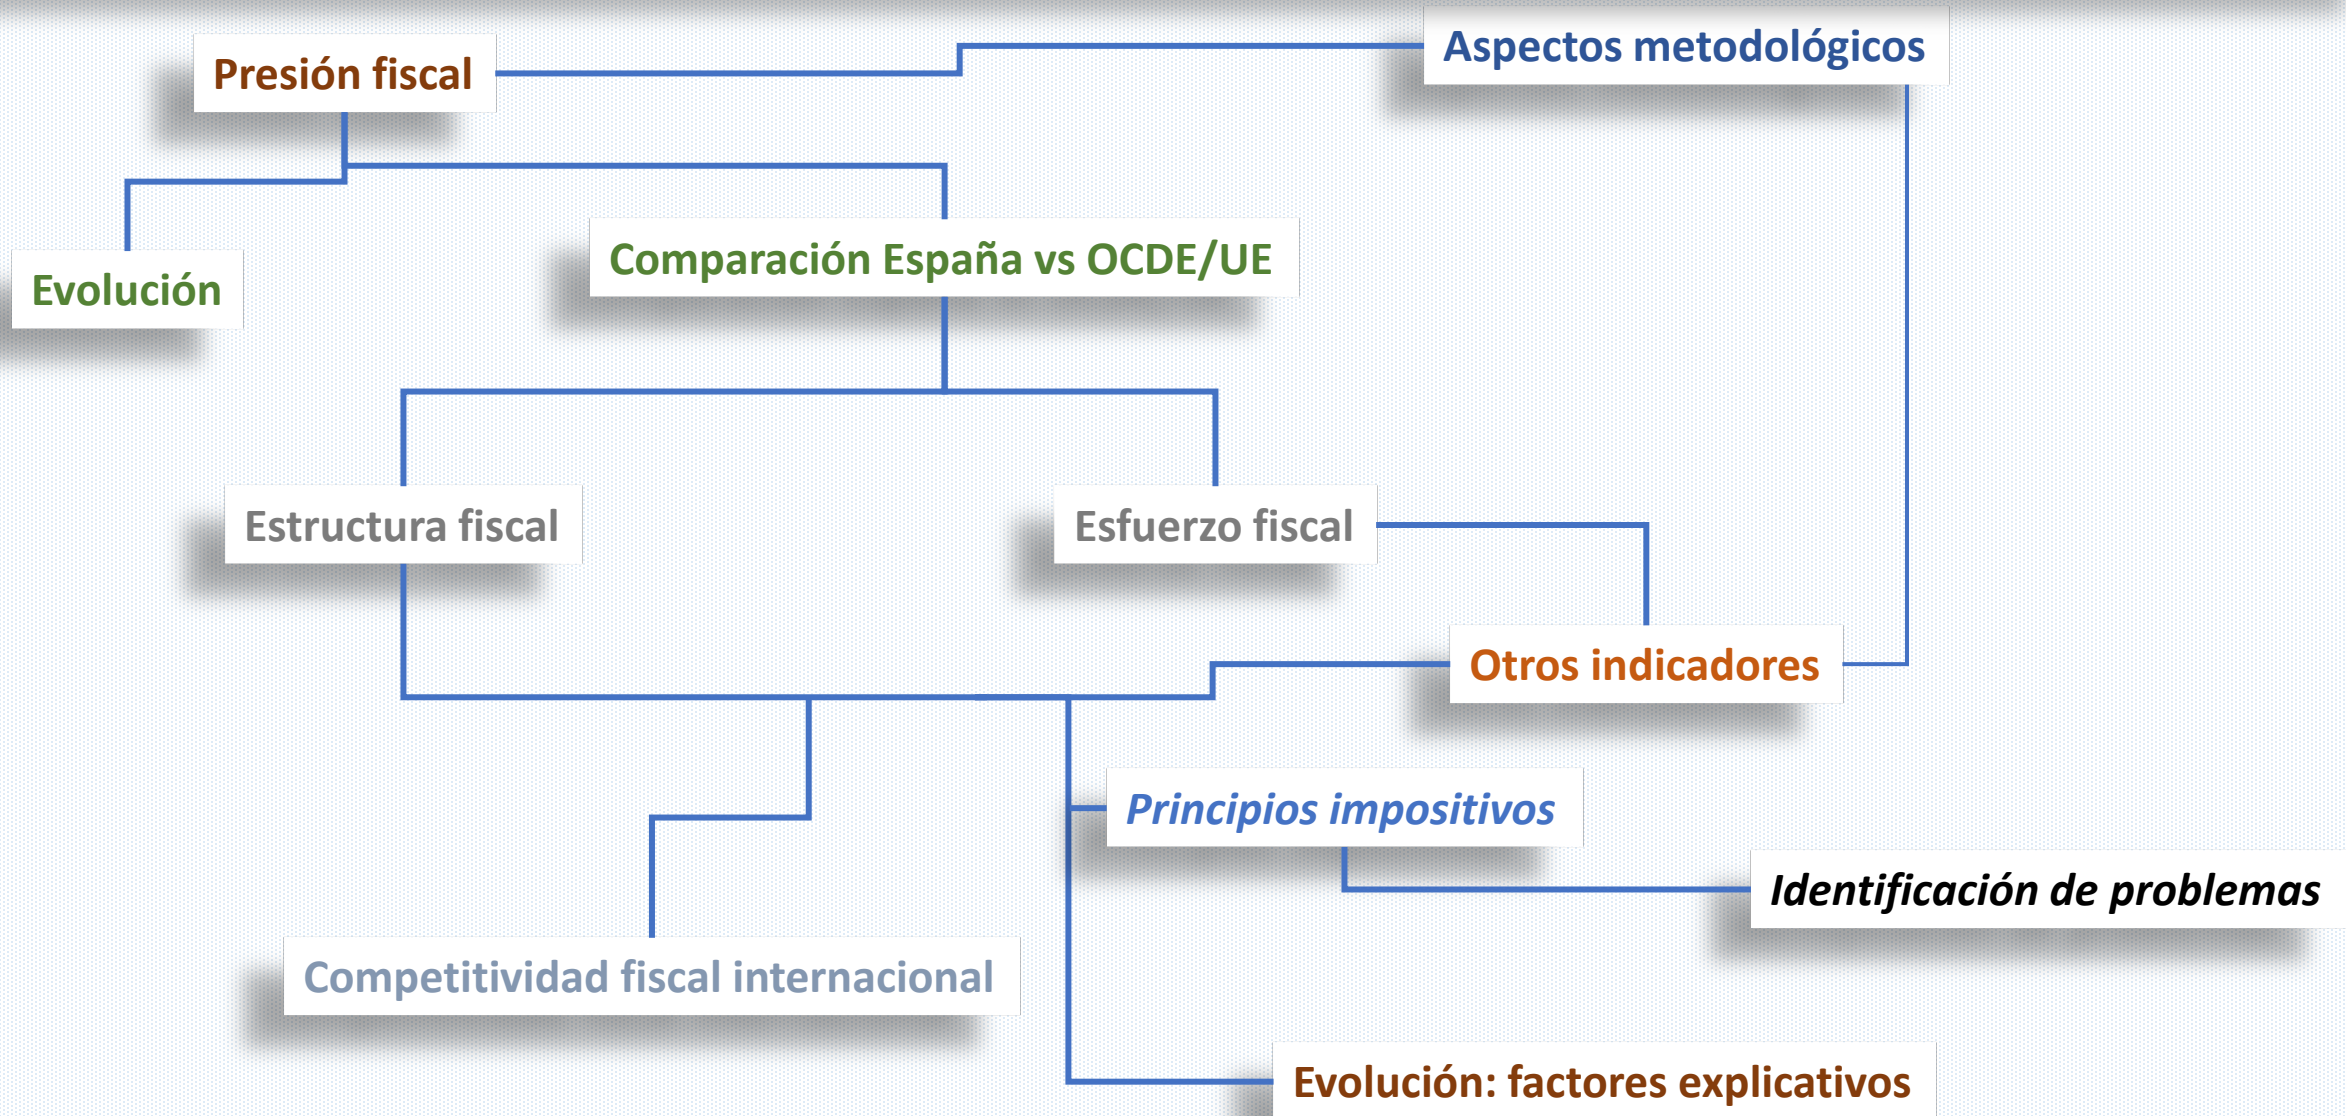 Aspectos metodológicos
Presión fiscal
Comparación España vs OCDE/UE
Evolución
Estructura fiscal
Esfuerzo fiscal
Otros indicadores
Principios impositivos
Identificación de problemas
Competitividad fiscal internacional
Evolución: factores explicativos